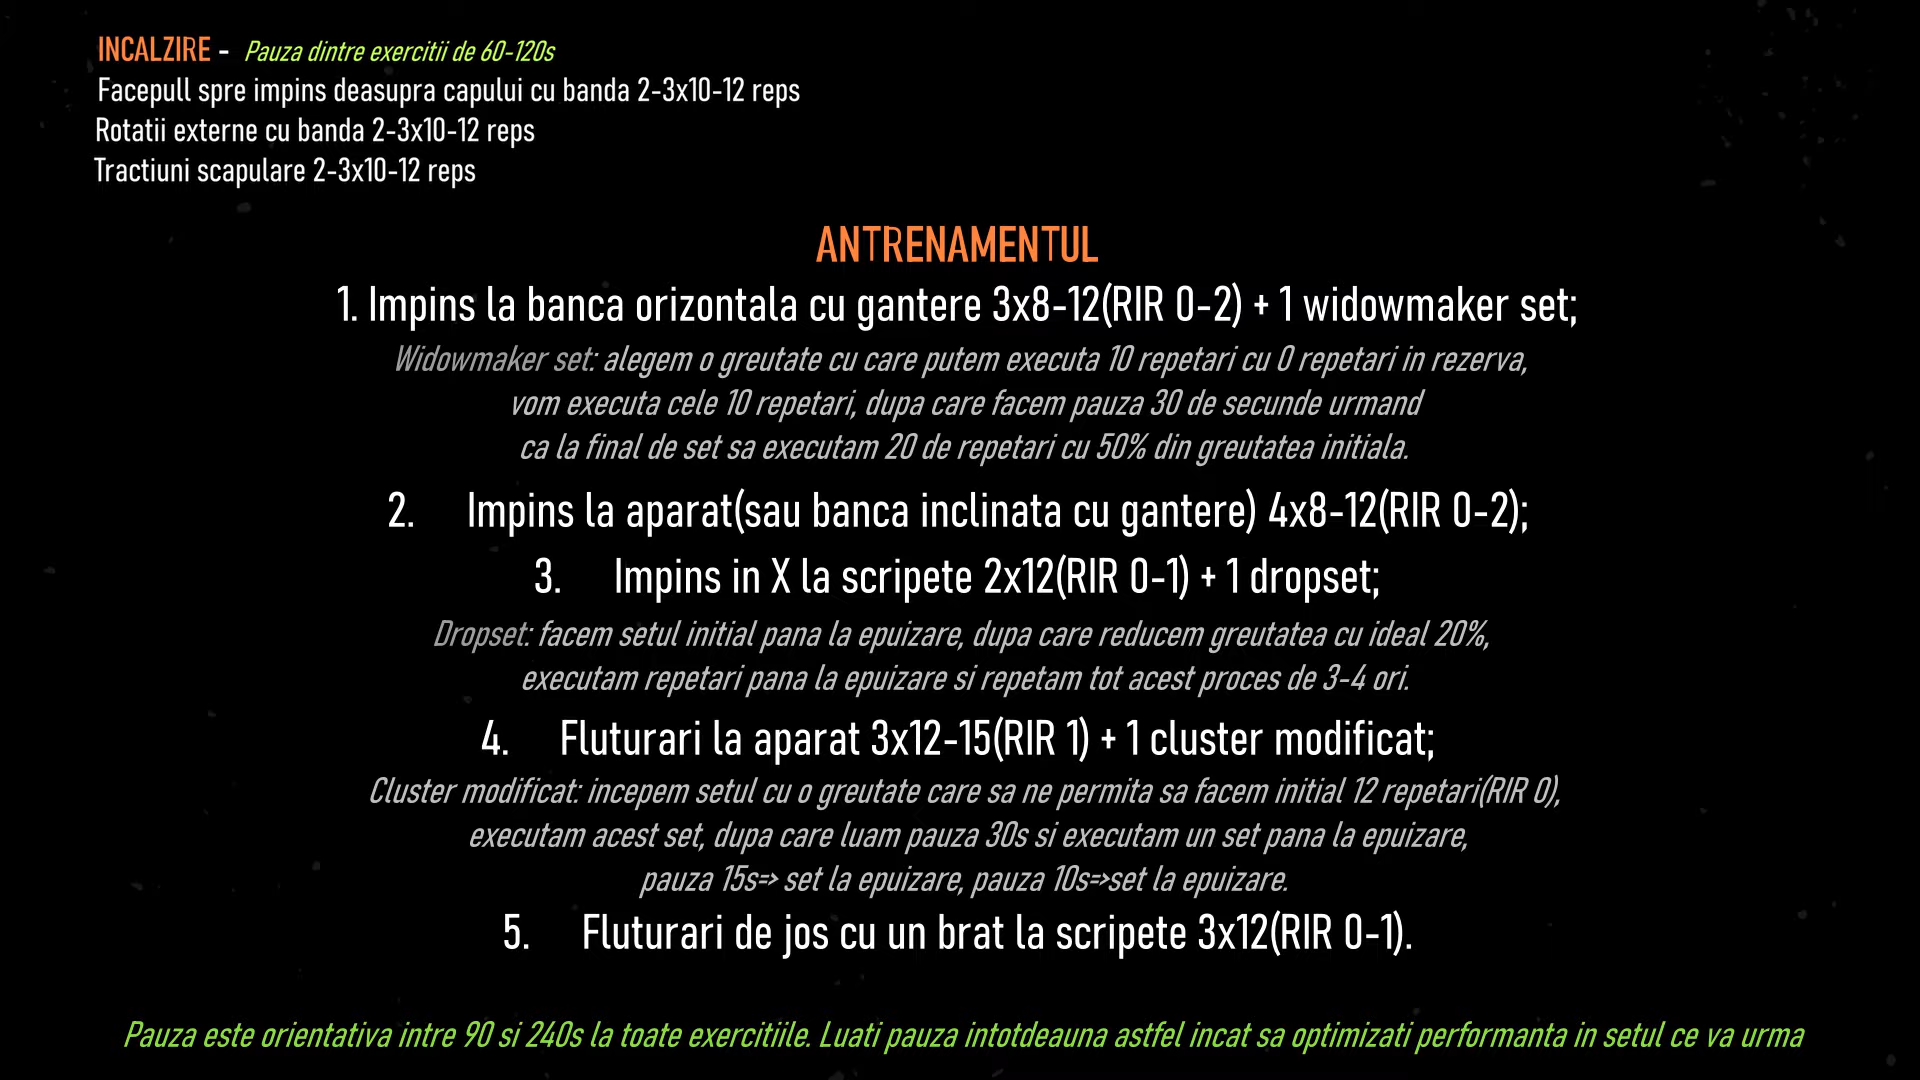 INCALZIRE - Pauza dintre exercitii de 60-120s
Facepull spre impins deasupra capului cu banda 2-3x10-12 reps
Rotatii externe cu banda 2-3x10-12 reps
Tractiuni scapulare 2-3x10-12 reps
ANTRENAMENTUL
1. Impins la banca orizontala cu gantere 3x8-12(RIR 0-2) + 1 widowmaker set;
Widowmaker set: alegem o greutate cu care putem executa 10 repetari cu 0 repetari in rezerva,
vom executa cele 10 repetari, dupa care facem pauza 30 de secunde urmand
ca la final de set sa executam 20 de repetari cu 50% din greutatea initiala.
2. Impins la aparat(sau banca inclinata cu gantere) 4x8-12(RIR 0-2);
3. Impins in X la scripete 2x12(RIR 0-1) + 1 dropset;
Dropset: facem setul initial pana la epuizare, dupa care reducem greutatea cu ideal 20%,
executam repetari pana la epuizare si repetam tot acest proces de 3-4 ori.
4. Fluturari la aparat 3x12-15(RIR 1) + 1 cluster modificat;
Cluster modificat: incepem setul cu o greutate care sa ne permita sa facem initial 12 repetari(RIR 0),
executam acest set, dupa care luam pauza 30s si executam un set pana la epuizare,
pauza 15s=> set la epuizare, pauza 10s=>set la epuizare.
5. Fluturari de jos cu un brat la scripete 3x12(RIR 0-1).
Pauza este orientativa intre 90 si 240s la toate exercitiile. Luati pauza intotdeauna astfel incat sa optimizati performanta in setul ce va urma